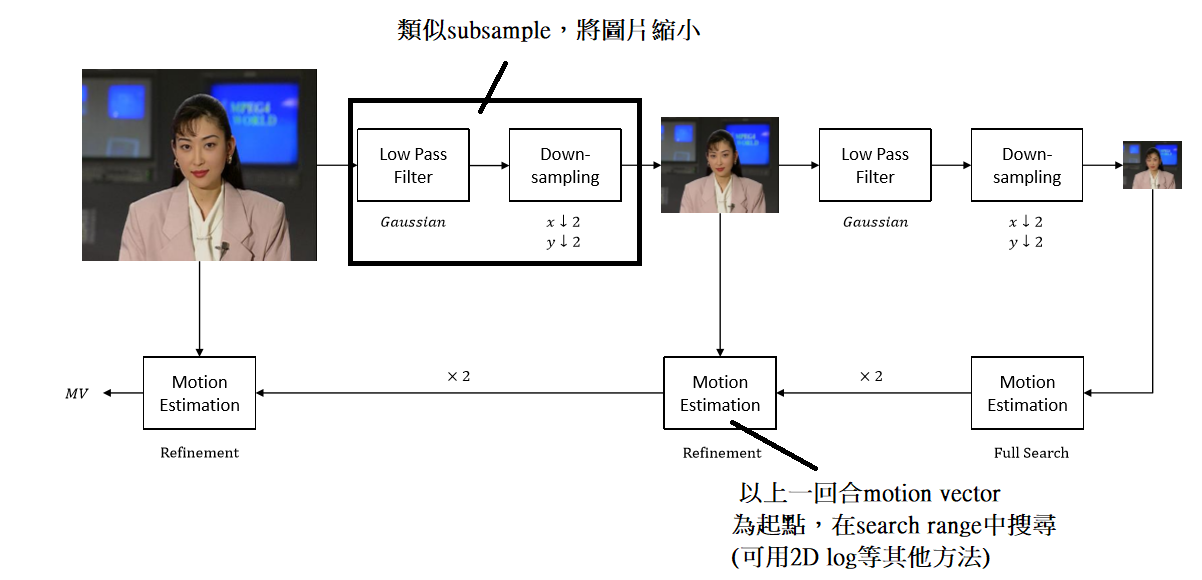 類似subsample，將圖片縮小
MPEG4
WORLD
Low Pass
Filter
Down-
sampling
Low Pass
Filter
Down-
sampling
Gaussian
x↓2
y↓2
Gaussian
x↓2
y↓2
MV
Motion
Estimation
×2
Motion
Estimation
×2
Motion
Estimation
Refinement
Refinement
Full Search
以上一回合motion vector
為起點，在search range中搜尋
(可用2D log等其他方法)